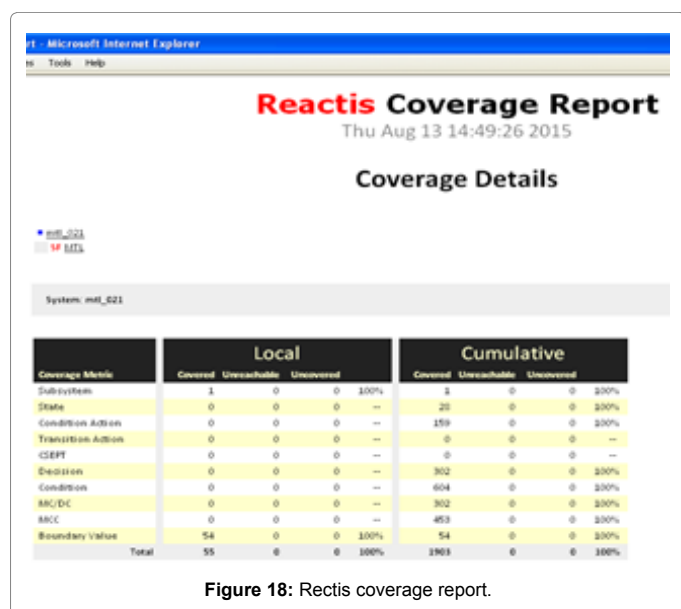 rt - Microsoft Internet Explorer
es Tools Help
Reactis Coverage Report
Thu Aug 13 14:49:26 2015
Coverage Details
mtl_021
SF MTL
System: mtl_021
Local Cumulative
Coverage Metric Covered Unreachable Uncovered Covered Unreachable Uncovered
Subsystem 1 0 0 100% 1 0 0 100%
State 0 0 0 -- 28 0 0 100%
Condition Action 0 0 0 -- 159 0 0 100%
Transition Action 0 0 0 -- 0 0 0 --
CSEPT 0 0 0 -- 0 0 0 --
Decision 0 0 0 -- 302 0 0 100%
Condition 0 0 0 -- 604 0 0 100%
MC/DC 0 0 0 -- 302 0 0 100%
MCC 0 0 0 -- 453 0 0 100%
Boundary Value 54 0 0 100% 54 0 0 100%
Total 55 0 0 100% 1903 0 0 100%
Figure 18: Rectis coverage report.